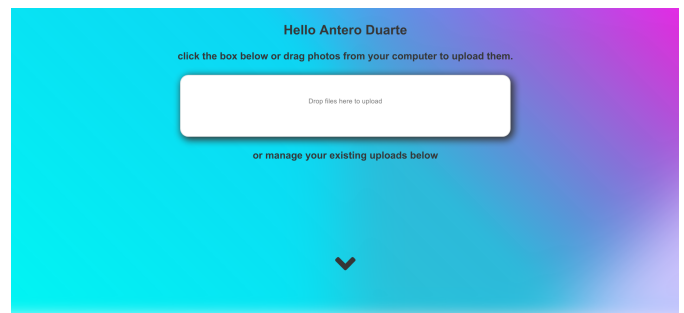 Hello Antero Duarte
click the box below or drag photos from your computer to upload them.
Drop files here to upload
or manage your existing uploads below